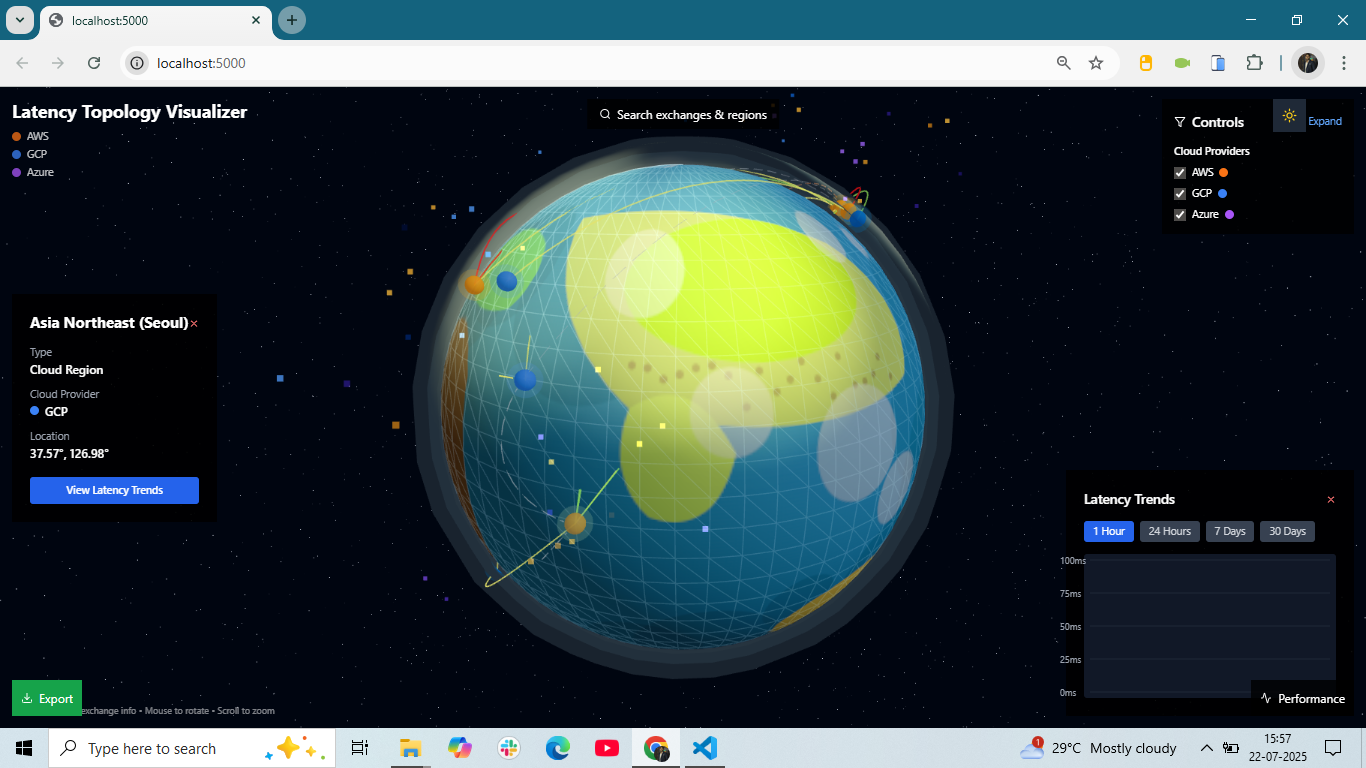 localhost:5000
localhost:5000
Latency Topology Visualizer
AWS
GCP
Azure
Search exchanges & regions
Controls
Expand
Cloud Providers
AWS
GCP
Azure
Asia Northeast (Seoul)
Type
Cloud Region
Cloud Provider
GCP
Location
37.57°, 126.98°
View Latency Trends
Latency Trends
1 Hour
24 Hours
7 Days
30 Days
100ms
75ms
50ms
25ms
0ms
Performance
Export
exchange info • Mouse to rotate • Scroll to zoom
Type here to search
1
29°C Mostly cloudy
15:57
22-07-2025